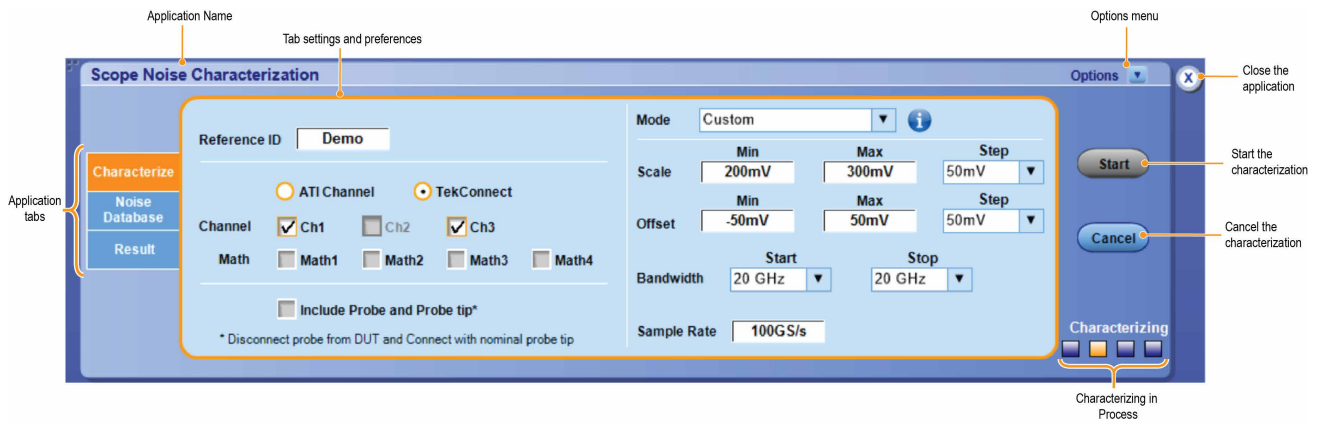 Application Name
Options menu
Tab settings and preferences
Scope Noise Characterization
Options
X
Close the
application
Reference ID Demo
Mode Custom i
Min Max Step
Scale 200mV 300mV 50mV
Start
Start the
characterization
Application
tabs
Characterize
Noise
Database
Result
ATI Channel TekConnect
Channel Ch1 Ch2 Ch3
Math Math1 Math2 Math3 Math4
Min Max Step
Offset -50mV 50mV 50mV
Cancel
Cancel the
characterization
Start Stop
Bandwidth 20 GHz 20 GHz
Include Probe and Probe tip*
* Disconnect probe from DUT and Connect with nominal probe tip
Sample Rate 100GS/s
Characterizing
Characterizing in
Process